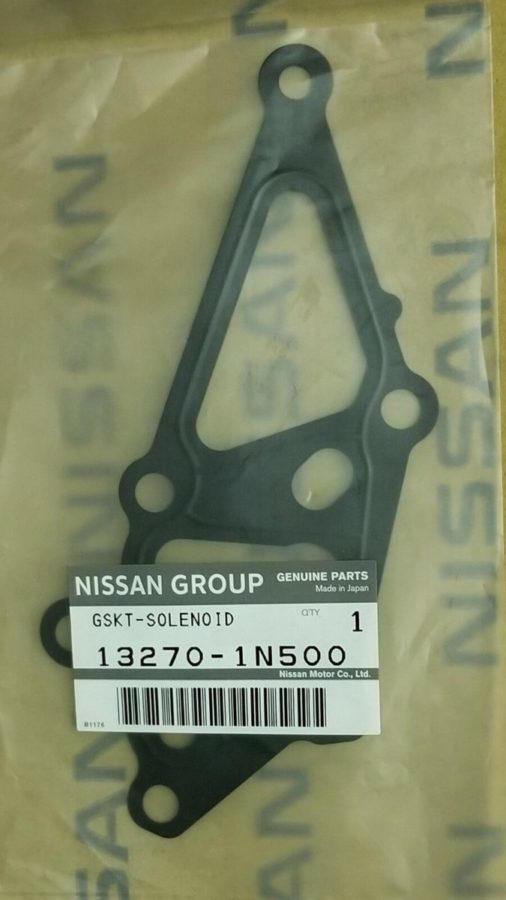 NISSAN
NISSAN
NISSAN
NISSAN GROUP GENUINE PARTS
Made in Japan
GSKT-SOLENOID Q'TY 1
13270-1N500
Nissan Motor Co., Ltd.
B1176